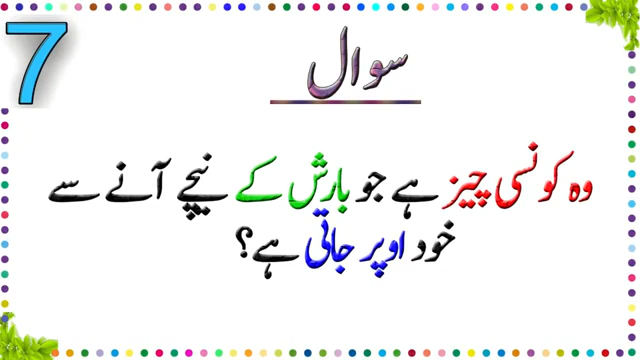 7
سوال
وہ کونسی چیز ہے جو بارش کے نیچے آنے سے
خود اوپر جاتی ہے؟